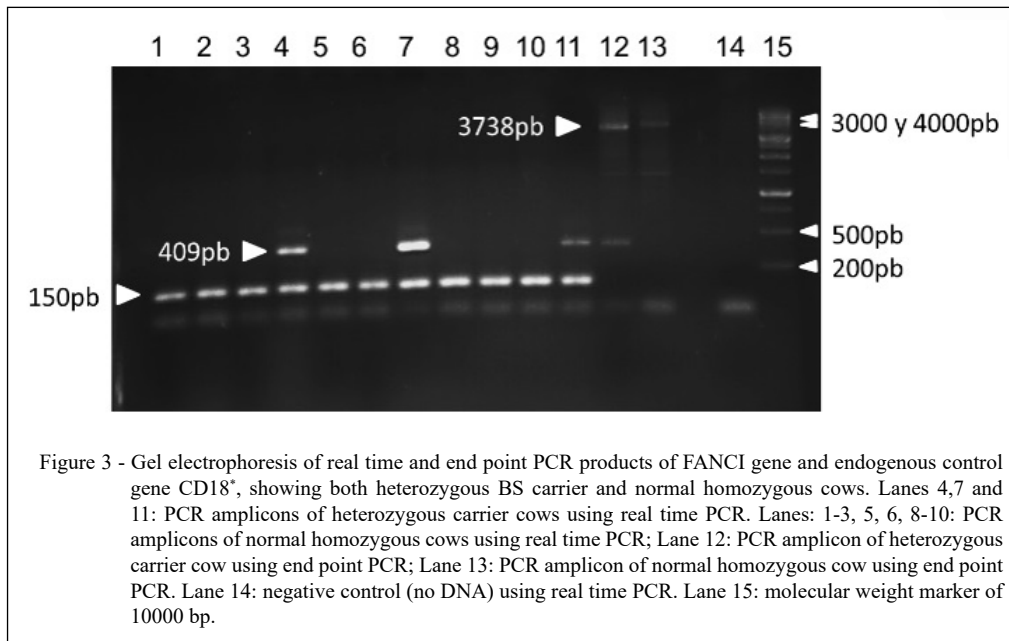 1 2 3 4 5 6 7 8 9 10 11 12 13 14 15
3738pb
3000 y 4000pb
409pb
500pb
200pb
150pb
Figure 3 - Gel electrophoresis of real time and end point PCR products of FANCI gene and endogenous control
gene CD18*, showing both heterozygous BS carrier and normal homozygous cows. Lanes 4,7 and
11: PCR amplicons of heterozygous carrier cows using real time PCR. Lanes: 1-3, 5, 6, 8-10: PCR
amplicons of normal homozygous cows using real time PCR; Lane 12: PCR amplicon of heterozygous
carrier cow using end point PCR; Lane 13: PCR amplicon of normal homozygous cow using end point
PCR. Lane 14: negative control (no DNA) using real time PCR. Lane 15: molecular weight marker of
10000 bp.